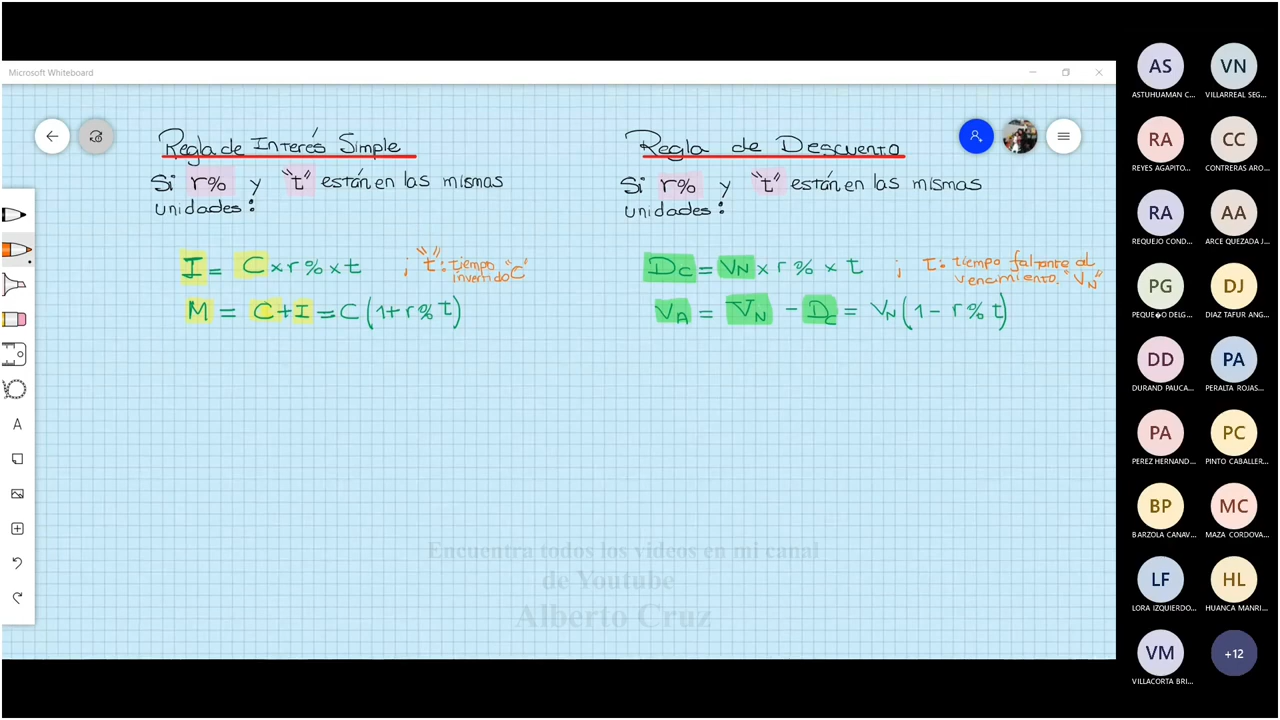 Microsoft Whiteboard
Regla de Interés Simple
Si r% y "t" están en las mismas
unidades:
I = C x r% x t ; "t": tiempo
invertido "C"
M = C + I = C (1 + r% t)
Regla de Descuento
Si r% y "t" están en las mismas
unidades:
Dc = VN x r% x t ; t: tiempo faltante al
vencimiento. "VN"
VA = VN - Dc = VN (1 - r% t)
Encuentra todos los vídeos en mi canal
de Youtube
Alberto Cruz
A
AS VN
ASTUHUAMAN C... VILLARREAL SEG...
RA CC
REYES AGAPITO... CONTRERAS ARO...
RA AA
REQUEJO COND... ARCE QUEZADA J...
PG DJ
PEQUE�O DELG... DIAZ TAFUR ANG...
DD PA
DURAND PAUCA... PERALTA ROJAS...
PA PC
PEREZ HERNAND... PINTO CABALLER...
BP MC
BARZOLA CANAV... MAZA CORDOVA...
LF HL
LORA IZQUIERDO... HUANCA MANRI...
VM +12
VILLACORTA BRI...